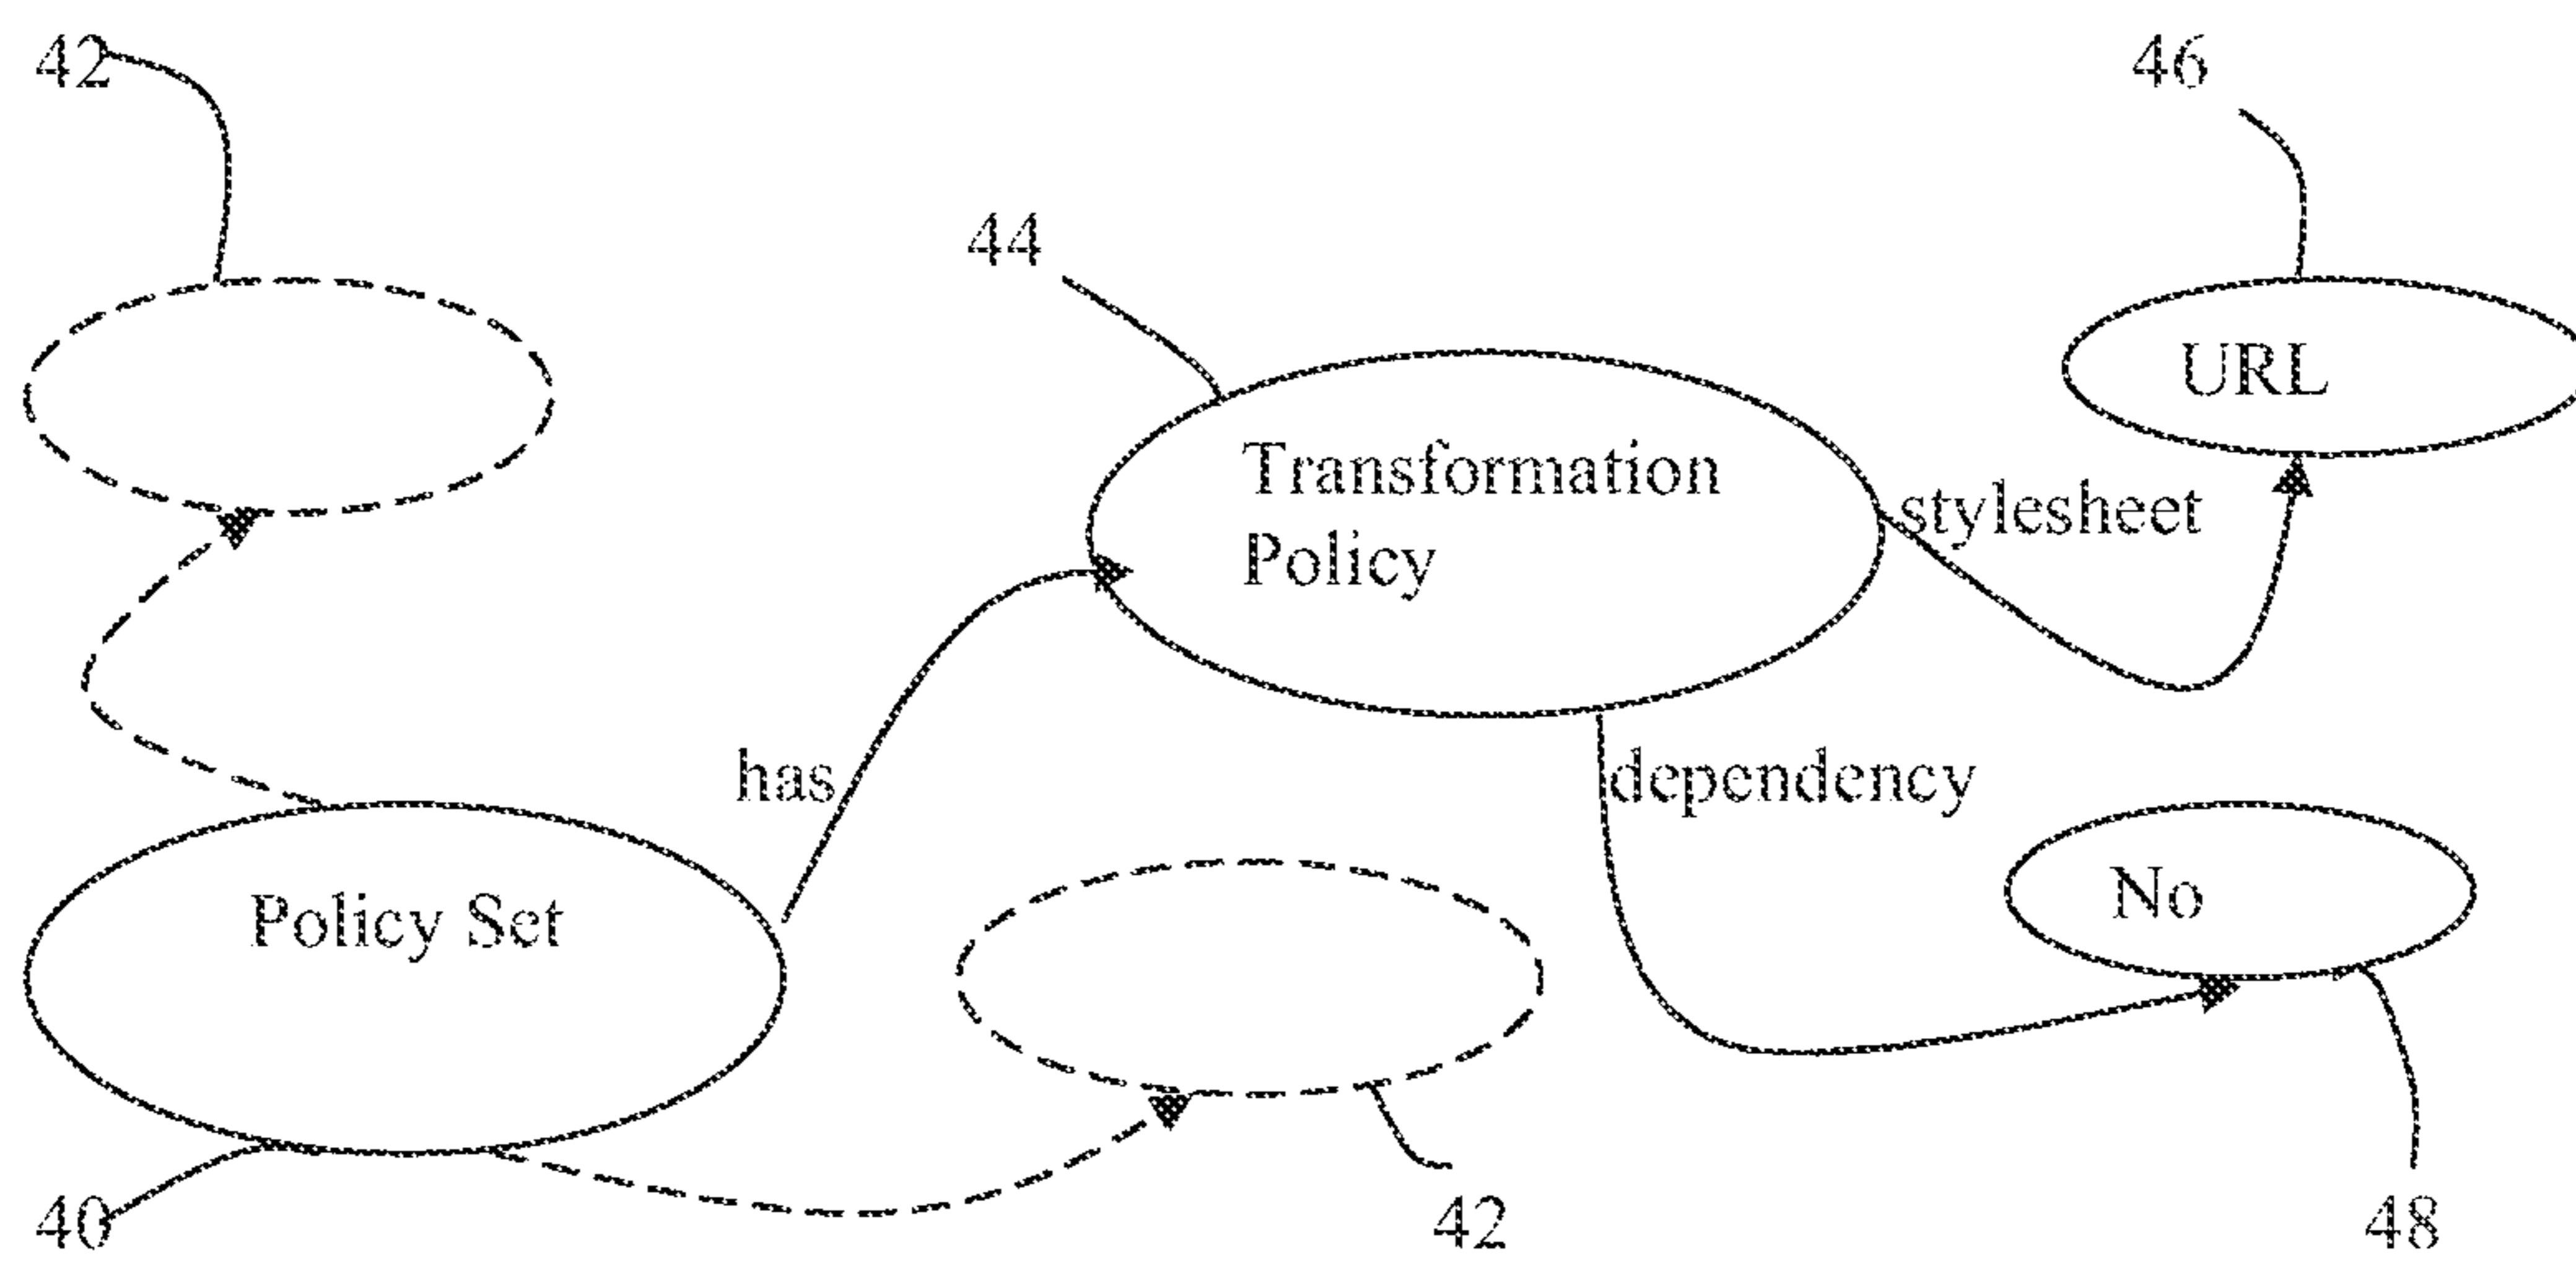 42
46
44
URL
Transformation
Policy
stylesheet
has
dependency
Policy Set
No
40
42
48